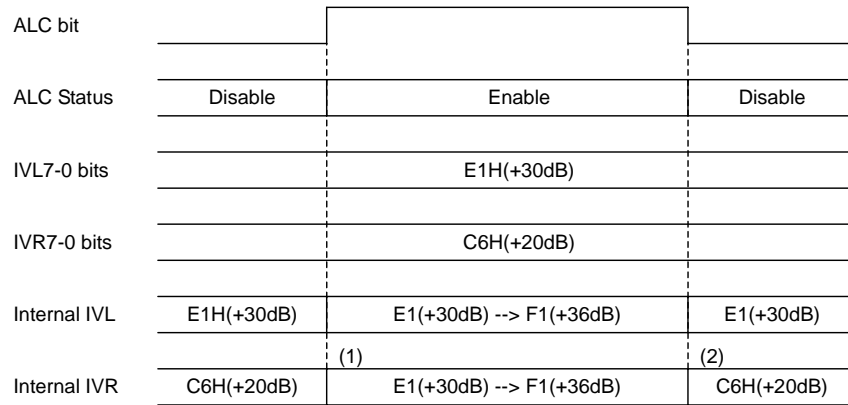 ALC bit
ALC Status Disable Enable Disable
IVL7-0 bits E1H(+30dB)
IVR7-0 bits C6H(+20dB)
Internal IVL E1H(+30dB) E1(+30dB) --> F1(+36dB) E1(+30dB)
(1) (2)
Internal IVR C6H(+20dB) E1(+30dB) --> F1(+36dB) C6H(+20dB)